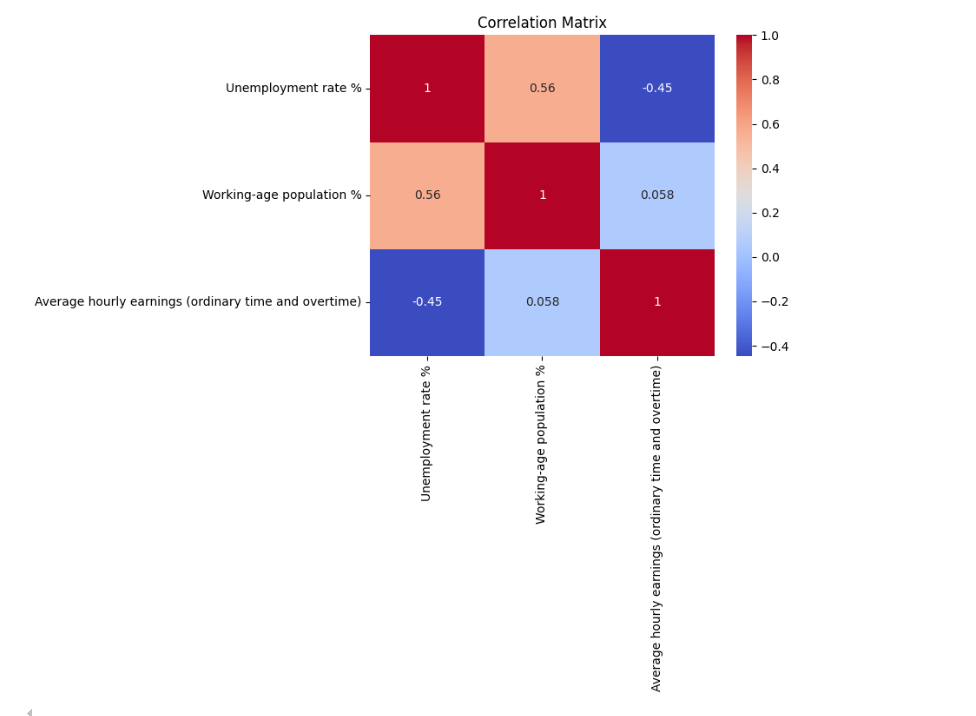 Correlation Matrix
Unemployment rate %
1
0.56
-0.45
Working-age population %
0.56
1
0.058
Average hourly earnings (ordinary time and overtime)
-0.45
0.058
1
Unemployment rate %
Working-age population %
Average hourly earnings (ordinary time and overtime)
1.0
0.8
0.6
0.4
0.2
0.0
−0.2
−0.4